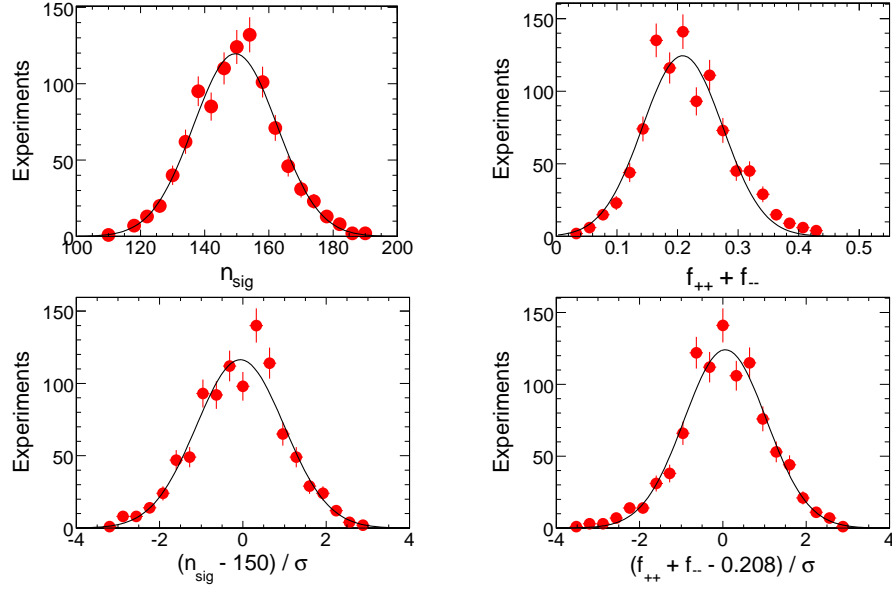 150
100
50
0
Experiments
100 120 140 160 180 200
n_sig
150
100
50
0
Experiments
0 0.1 0.2 0.3 0.4 0.5
f_++ + f_--
150
100
50
0
Experiments
-4 -2 0 2 4
(n_sig - 150) / σ
150
100
50
0
Experiments
-4 -2 0 2 4
(f_++ + f_-- - 0.208) / σ